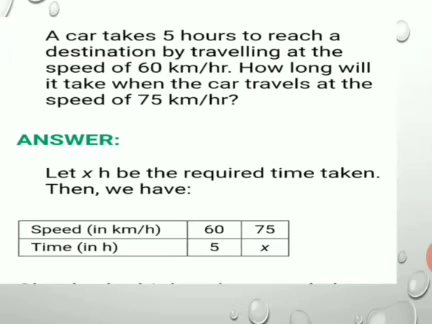 A car takes 5 hours to reach a
destination by travelling at the
speed of 60 km/hr. How long will
it take when the car travels at the
speed of 75 km/hr?
ANSWER:
Let x h be the required time taken.
Then, we have:
Speed (in km/h) 60 75
Time (in h) 5 x